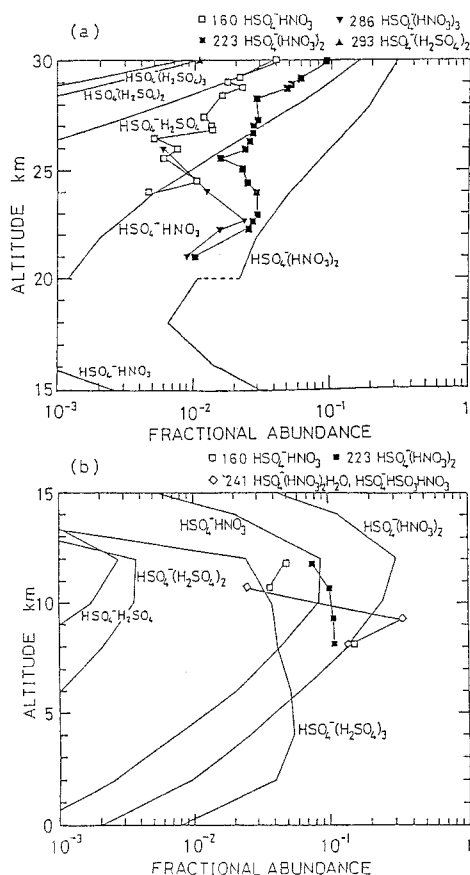 (a)
□ 160 HSO₄⁻HNO₃ ▼ 286 HSO₄⁻(HNO₃)₃
✖ 223 HSO₄⁻(HNO₃)₂ ▲ 293 HSO₄⁻(H₂SO₄)₂
30
HSO₄⁻(H₂SO₄)₃
HSO₄⁻(H₂SO₄)₂
HSO₄⁻H₂SO₄
25
ALTITUDE km
HSO₄⁻HNO₃
HSO₄⁻(HNO₃)₂
20
HSO₄⁻HNO₃
15
10⁻³ 10⁻² 10⁻¹ 1
FRACTIONAL ABUNDANCE
(b)
□ 160 HSO₄⁻HNO₃ ■ 223 HSO₄⁻(HNO₃)₂
◇ 241 HSO₄⁻(HNO₃)₂H₂O, HSO₄⁻HSO₃HNO₃
15
HSO₄⁻HNO₃
HSO₄⁻(HNO₃)₂
HSO₄⁻(H₂SO₄)₂
HSO₄⁻H₂SO₄
10
ALTITUDE km
5
HSO₄⁻(H₂SO₄)₃
0
10⁻³ 10⁻² 10⁻¹ 1
FRACTIONAL ABUNDANCE